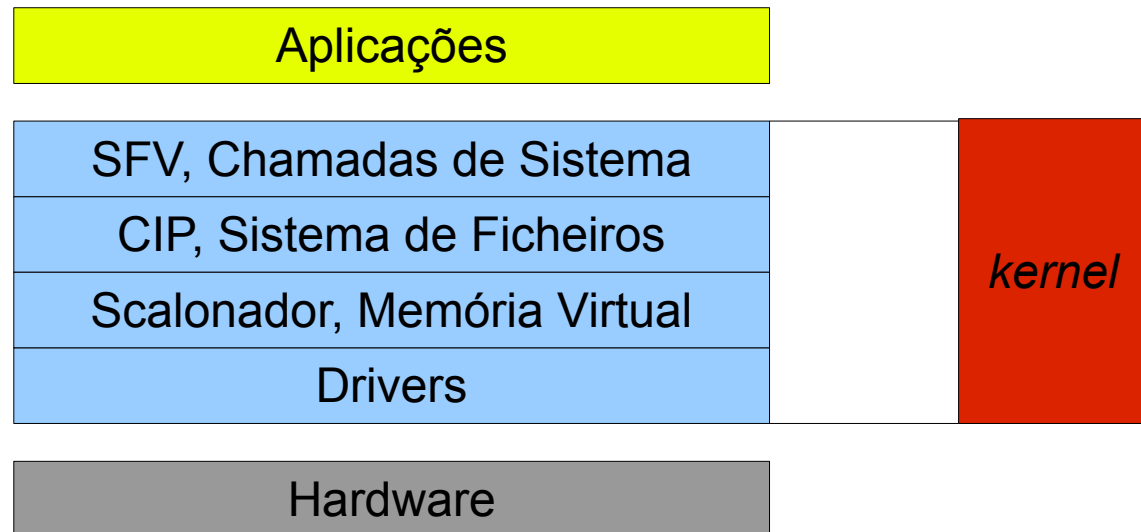 Aplicações
SFV, Chamadas de Sistema
CIP, Sistema de Ficheiros
Scalonador, Memória Virtual
Drivers
kernel
Hardware